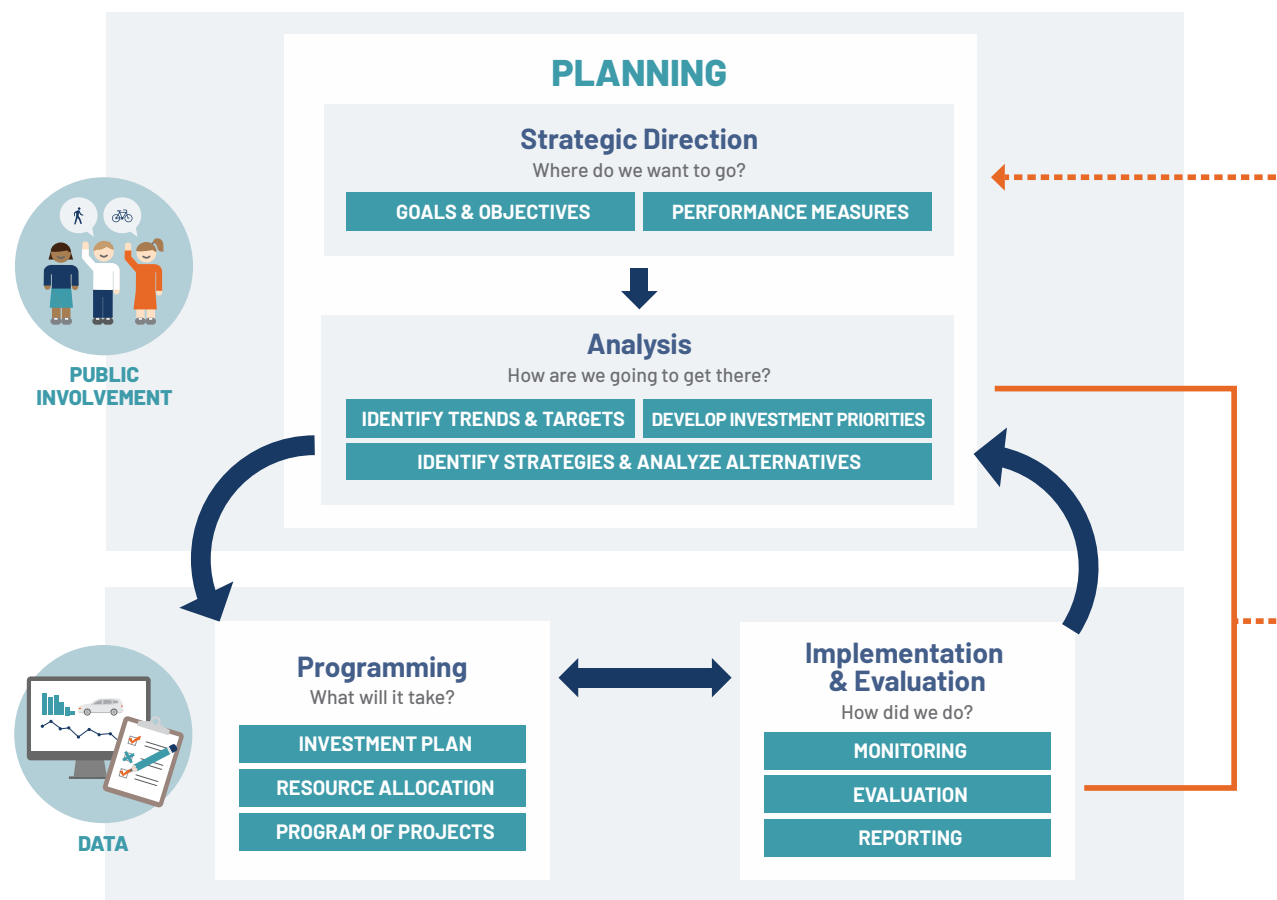 PLANNING
Strategic Direction
Where do we want to go?
GOALS & OBJECTIVES
PERFORMANCE MEASURES
PUBLIC
INVOLVEMENT
Analysis
How are we going to get there?
IDENTIFY TRENDS & TARGETS
DEVELOP INVESTMENT PRIORITIES
IDENTIFY STRATEGIES & ANALYZE ALTERNATIVES
Programming
What will it take?
INVESTMENT PLAN
RESOURCE ALLOCATION
PROGRAM OF PROJECTS
Implementation
& Evaluation
How did we do?
MONITORING
EVALUATION
REPORTING
DATA